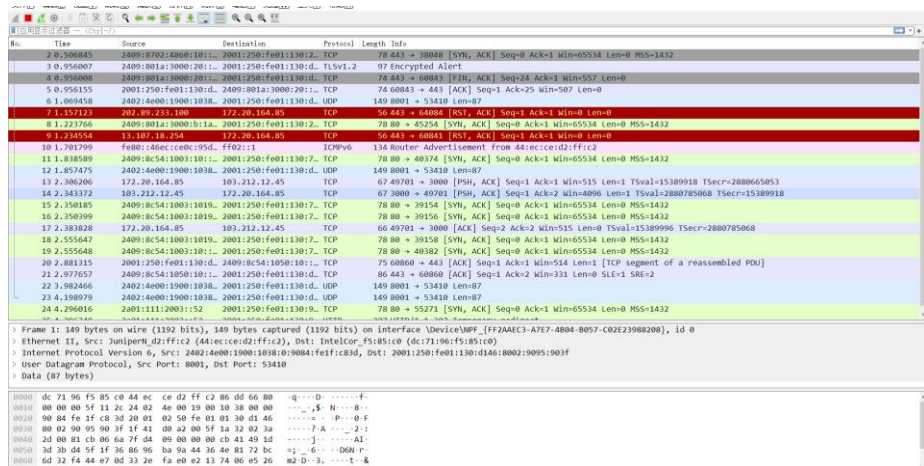 应用显示过滤器 … <Ctrl-/>
No. Time Source Destination Protocol Length Info
2 0.506845 2409:8702:4860:10::… 2001:250:fe01:130:2… TCP 78 443 → 38048 [SYN, ACK] Seq=0 Ack=1 Win=65534 Len=0 MSS=1432
3 0.956007 2409:801a:3000:20::… 2001:250:fe01:130:d… TLSv1.2 97 Encrypted Alert
4 0.956008 2409:801a:3000:20::… 2001:250:fe01:130:d… TCP 74 443 → 60843 [FIN, ACK] Seq=24 Ack=1 Win=557 Len=0
5 0.956155 2001:250:fe01:130:d… 2409:801a:3000:20::… TCP 74 60843 → 443 [ACK] Seq=1 Ack=25 Win=507 Len=0
6 1.069458 2402:4e00:1900:1038… 2001:250:fe01:130:d… UDP 149 8001 → 53410 Len=87
7 1.157123 202.89.233.100 172.20.164.85 TCP 56 443 → 64084 [RST, ACK] Seq=1 Ack=1 Win=0 Len=0
8 1.223766 2409:801a:3000:b:1a… 2001:250:fe01:130:2… TCP 78 80 → 45254 [SYN, ACK] Seq=0 Ack=1 Win=65534 Len=0 MSS=1432
9 1.234554 13.107.18.254 172.20.164.85 TCP 56 443 → 60841 [RST, ACK] Seq=1 Ack=1 Win=0 Len=0
10 1.701799 fe80::46ec:ce0c:95d… ff02::1 ICMPv6 134 Router Advertisement from 44:ec:ce:d2:ff:c2
11 1.838589 2409:8c54:1003:10::… 2001:250:fe01:130:7… TCP 78 80 → 40374 [SYN, ACK] Seq=0 Ack=1 Win=65534 Len=0 MSS=1432
12 1.857475 2402:4e00:1900:1038… 2001:250:fe01:130:d… UDP 149 8001 → 53410 Len=87
13 2.306206 172.20.164.85 103.212.12.45 TCP 67 49701 → 3000 [PSH, ACK] Seq=1 Ack=1 Win=515 Len=1 TSval=15389918 TSecr=2880665053
14 2.343372 103.212.12.45 172.20.164.85 TCP 67 3000 → 49701 [PSH, ACK] Seq=1 Ack=2 Win=4096 Len=1 TSval=2880785068 TSecr=15389918
15 2.350185 2409:8c54:1003:1019… 2001:250:fe01:130:7… TCP 78 80 → 39154 [SYN, ACK] Seq=0 Ack=1 Win=65534 Len=0 MSS=1432
16 2.350399 2409:8c54:1003:1019… 2001:250:fe01:130:7… TCP 78 80 → 39156 [SYN, ACK] Seq=0 Ack=1 Win=65534 Len=0 MSS=1432
17 2.383828 172.20.164.85 103.212.12.45 TCP 66 49701 → 3000 [ACK] Seq=2 Ack=2 Win=515 Len=0 TSval=15389996 TSecr=2880785068
18 2.555647 2409:8c54:1003:1019… 2001:250:fe01:130:7… TCP 78 80 → 39158 [SYN, ACK] Seq=0 Ack=1 Win=65534 Len=0 MSS=1432
19 2.555648 2409:8c54:1003:10::… 2001:250:fe01:130:7… TCP 78 80 → 40382 [SYN, ACK] Seq=0 Ack=1 Win=65534 Len=0 MSS=1432
20 2.881315 2001:250:fe01:130:d… 2409:8c54:1050:10::… TCP 75 60860 → 443 [ACK] Seq=1 Ack=1 Win=514 Len=1 [TCP segment of a reassembled PDU]
21 2.977657 2409:8c54:1050:10::… 2001:250:fe01:130:d… TCP 86 443 → 60860 [ACK] Seq=1 Ack=2 Win=331 Len=0 SLE=1 SRE=2
22 3.982466 2402:4e00:1900:1038… 2001:250:fe01:130:d… UDP 149 8001 → 53410 Len=87
23 4.198979 2402:4e00:1900:1038… 2001:250:fe01:130:d… UDP 149 8001 → 53410 Len=87
24 4.296016 2a01:111:2003::52 2001:250:fe01:130:d… TCP 78 80 → 55271 [SYN, ACK] Seq=0 Ack=1 Win=65534 Len=0 MSS=1432
> Frame 1: 149 bytes on wire (1192 bits), 149 bytes captured (1192 bits) on interface \Device\NPF_{FF2AAEC3-A7E7-4B04-B057-C02E23988208}, id 0
> Ethernet II, Src: JuniperN_d2:ff:c2 (44:ec:ce:d2:ff:c2), Dst: IntelCor_f5:85:c0 (dc:71:96:f5:85:c0)
> Internet Protocol Version 6, Src: 2402:4e00:1900:1038:0:9084:fe1f:c83d, Dst: 2001:250:fe01:130:d146:8002:9095:903f
> User Datagram Protocol, Src Port: 8001, Dst Port: 53410
> Data (87 bytes)
0000 dc 71 96 f5 85 c0 44 ec ce d2 ff c2 86 dd 66 80 ·q····D· ······f·
0010 00 00 00 5f 11 2c 24 02 4e 00 19 00 10 38 00 00 ···_·,$· N····8··
0020 90 84 fe 1f c8 3d 20 01 02 50 fe 01 01 30 d1 46 ·····= · ·P···0·F
0030 80 02 90 95 90 3f 1f 41 d0 a2 00 5f 1a 32 02 3a ·····?·A ···_·2·:
0040 2d 00 81 cb 06 6a 7f d4 09 00 00 00 cb 41 49 1d -····j·· ·····AI·
0050 3d 3b d4 5f 1f 36 86 96 ba 9a 44 36 4e 81 72 bc =;·_·6·· ··D6N·r·
0060 6d 32 f4 44 e7 0d 33 2e fa e0 e2 13 74 06 e5 26 m2·D··3. ····t··&